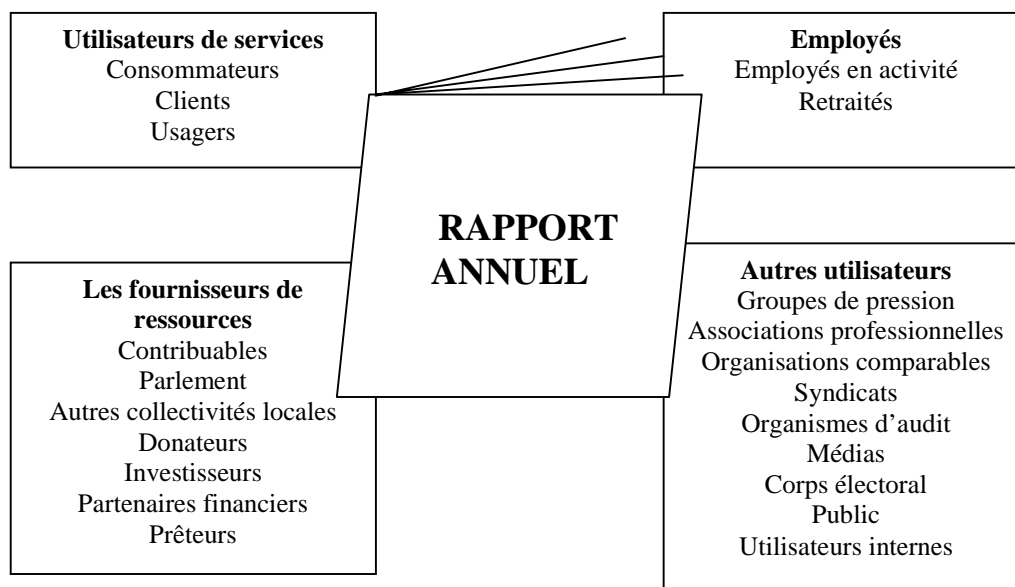 Utilisateurs de services
Consommateurs
Clients
Usagers
Employés
Employés en activité
Retraités
RAPPORT
ANNUEL
Les fournisseurs de
ressources
Contribuables
Parlement
Autres collectivités locales
Donateurs
Investisseurs
Partenaires financiers
Prêteurs
Autres utilisateurs
Groupes de pression
Associations professionnelles
Organisations comparables
Syndicats
Organismes d’audit
Médias
Corps électoral
Public
Utilisateurs internes